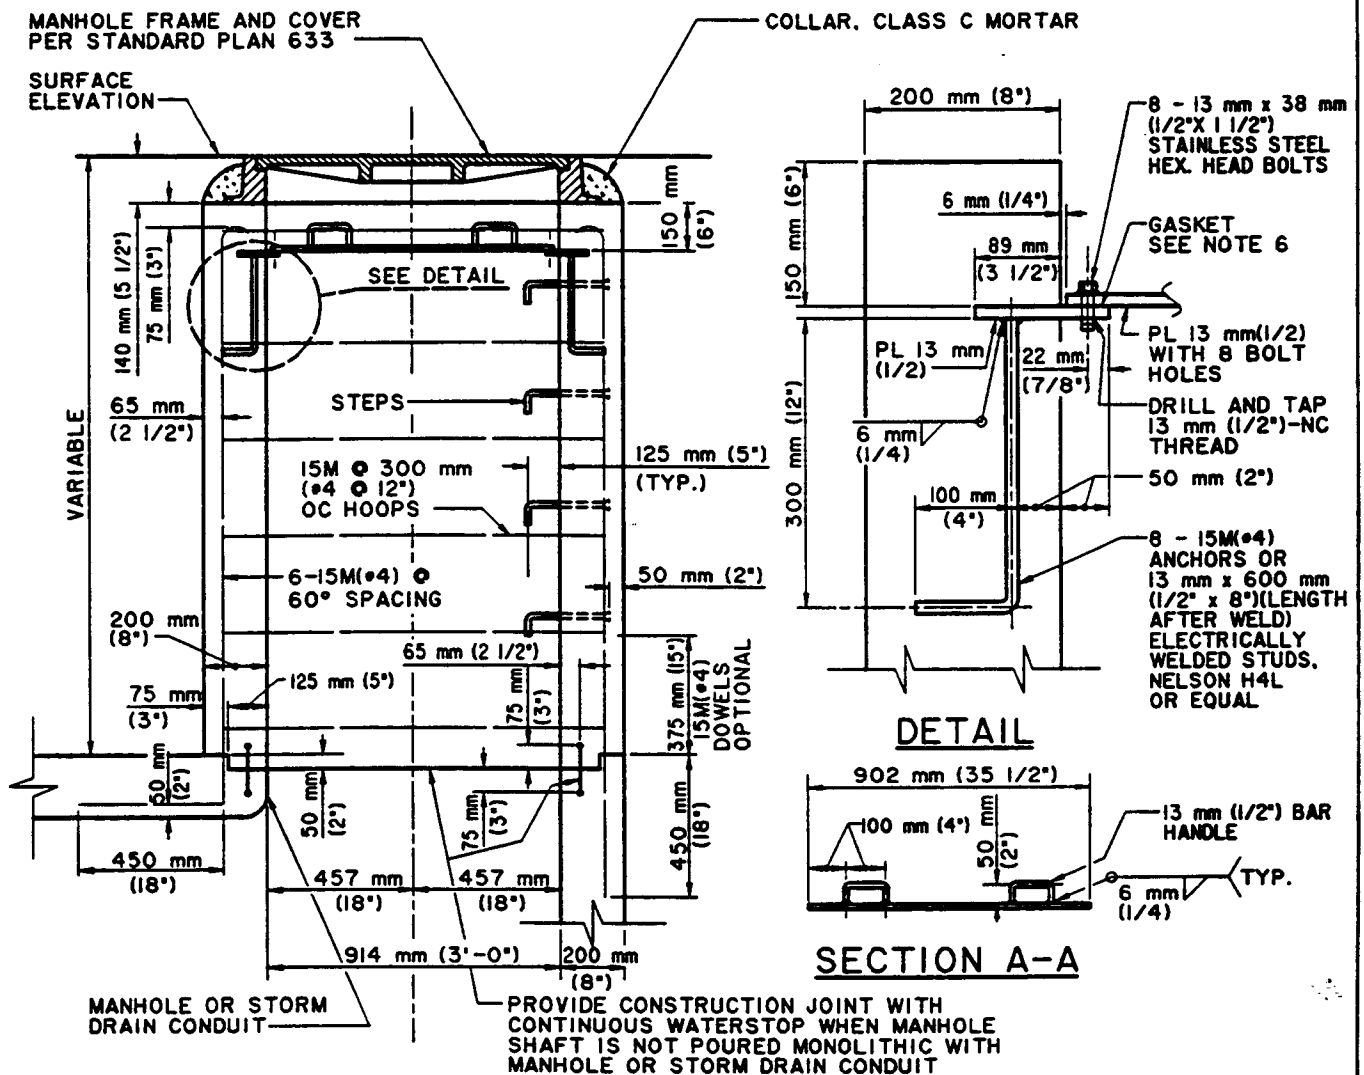 MANHOLE FRAME AND COVER
PER STANDARD PLAN 633
COLLAR, CLASS C MORTAR
SURFACE
ELEVATION
150 mm
(6")
140 mm (5 1/2")
75 mm (3")
SEE DETAIL
65 mm
(2 1/2")
STEPS
VARIABLE
15M @ 300 mm
(#4 @ 12")
OC HOOPS
125 mm (5")
(TYP.)
6-15M(#4) @
60° SPACING
50 mm (2")
200 mm
(8")
65 mm (2 1/2")
125 mm (5")
75 mm
(3")
75 mm
(3")
375 mm (15")
15M(#4)
DOWELS
OPTIONAL
50 mm
(2")
50 mm
(2")
75 mm
(3")
450 mm
(18")
450 mm
(18")
457 mm
(18")
457 mm
(18")
914 mm (3'-0")
200 mm
(8")
MANHOLE OR STORM
DRAIN CONDUIT
PROVIDE CONSTRUCTION JOINT WITH
CONTINUOUS WATERSTOP WHEN MANHOLE
SHAFT IS NOT POURED MONOLITHIC WITH
MANHOLE OR STORM DRAIN CONDUIT
200 mm (8")
8 - 13 mm x 38 mm
(1/2"X 1 1/2")
STAINLESS STEEL
HEX. HEAD BOLTS
150 mm (6")
6 mm (1/4")
GASKET
SEE NOTE 6
89 mm
(3 1/2")
PL 13 mm
(1/2)
22 mm
(7/8")
PL 13 mm(1/2)
WITH 8 BOLT
HOLES
DRILL AND TAP
13 mm (1/2")-NC
THREAD
6 mm
(1/4)
300 mm (12")
50 mm (2")
100 mm
(4")
8 - 15M(#4)
ANCHORS OR
13 mm x 600 mm
(1/2" x 8")(LENGTH
AFTER WELD)
ELECTRICALLY
WELDED STUDS,
NELSON H4L
OR EQUAL
DETAIL
902 mm (35 1/2")
100 mm (4")
50 mm
(2")
13 mm (1/2") BAR
HANDLE
6 mm
(1/4)
TYP.
SECTION A-A